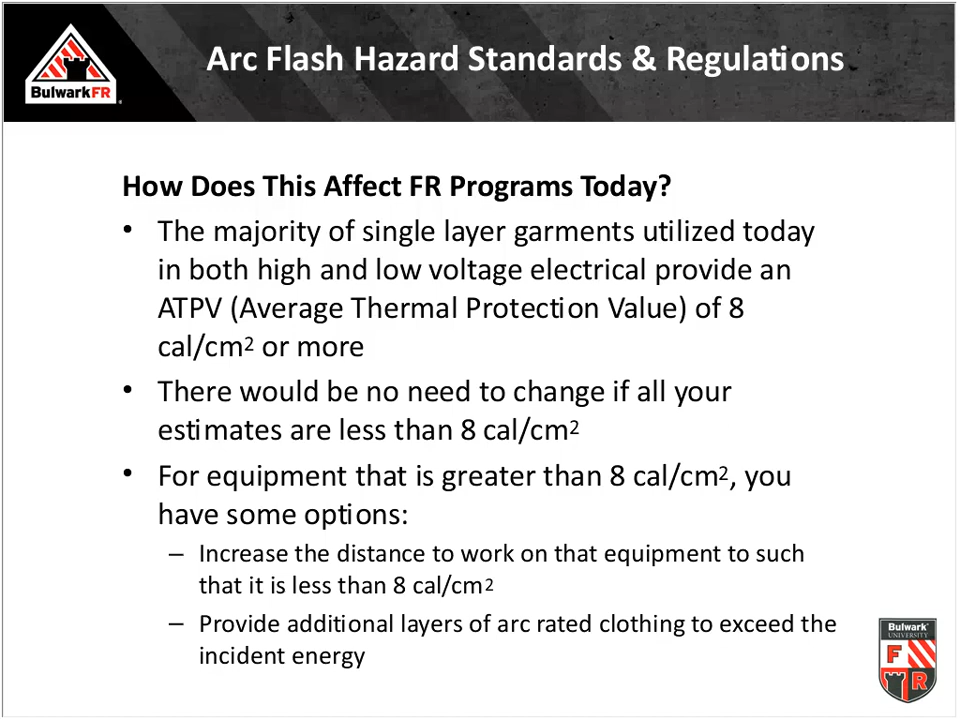 Arc Flash Hazard Standards & Regulations
BulwarkFR®
How Does This Affect FR Programs Today?
• The majority of single layer garments utilized today
in both high and low voltage electrical provide an
ATPV (Average Thermal Protection Value) of 8
cal/cm2 or more
• There would be no need to change if all your
estimates are less than 8 cal/cm2
• For equipment that is greater than 8 cal/cm2, you
have some options:
– Increase the distance to work on that equipment to such
that it is less than 8 cal/cm2
– Provide additional layers of arc rated clothing to exceed the
incident energy
Bulwark
UNIVERSITY
F
R